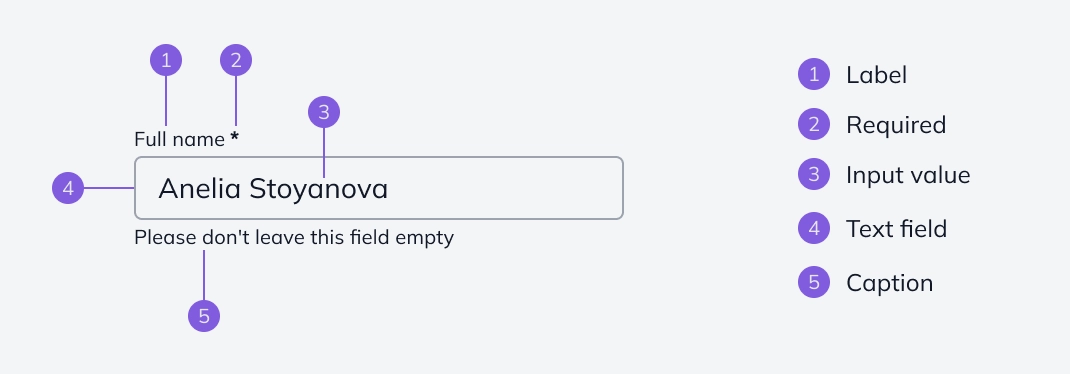 1 2
3
Full name *
4 Anelia Stoyanova
Please don't leave this field empty
5
1 Label
2 Required
3 Input value
4 Text field
5 Caption